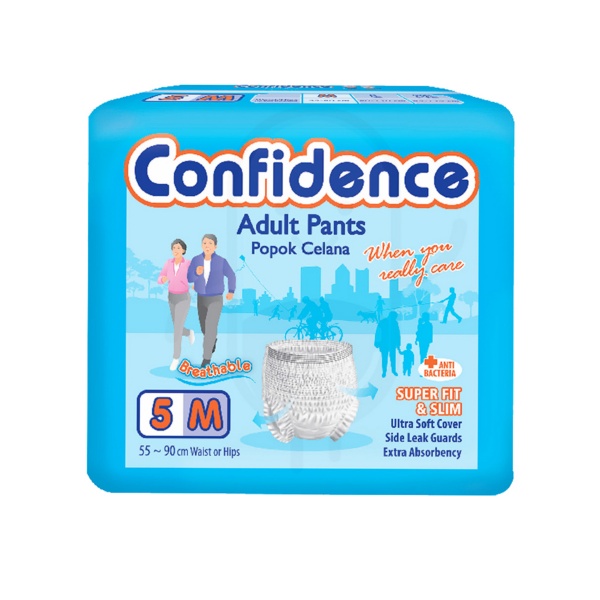 5 M
Confidence
Adult Pants
Popok Celana
When you
really care
Breathable
ANTI
BACTERIA
5 M
55 ~ 90 cm Waist or Hips
SUPER FIT
& SLIM
Ultra Soft Cover
Side Leak Guards
Extra Absorbency